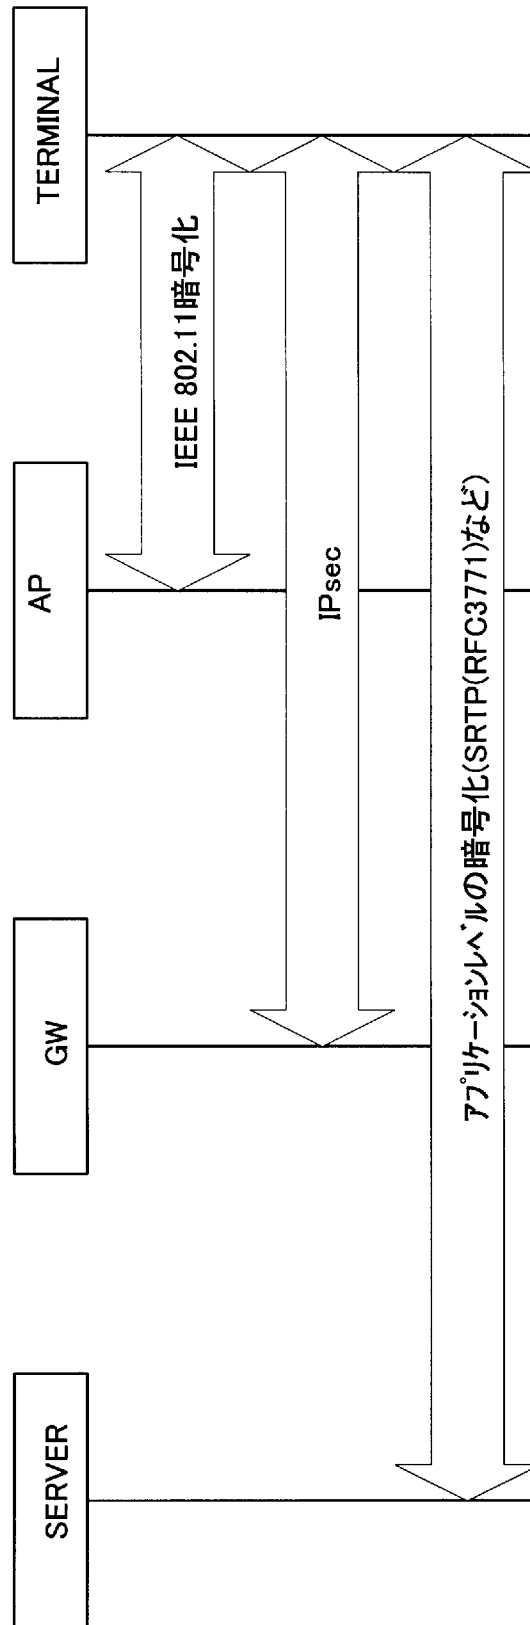 TERMINAL
AP
GW
SERVER
IEEE 802.11暗号化
IPsec
アプリケーションレベルの暗号化(SRTP(RFC3771)など)